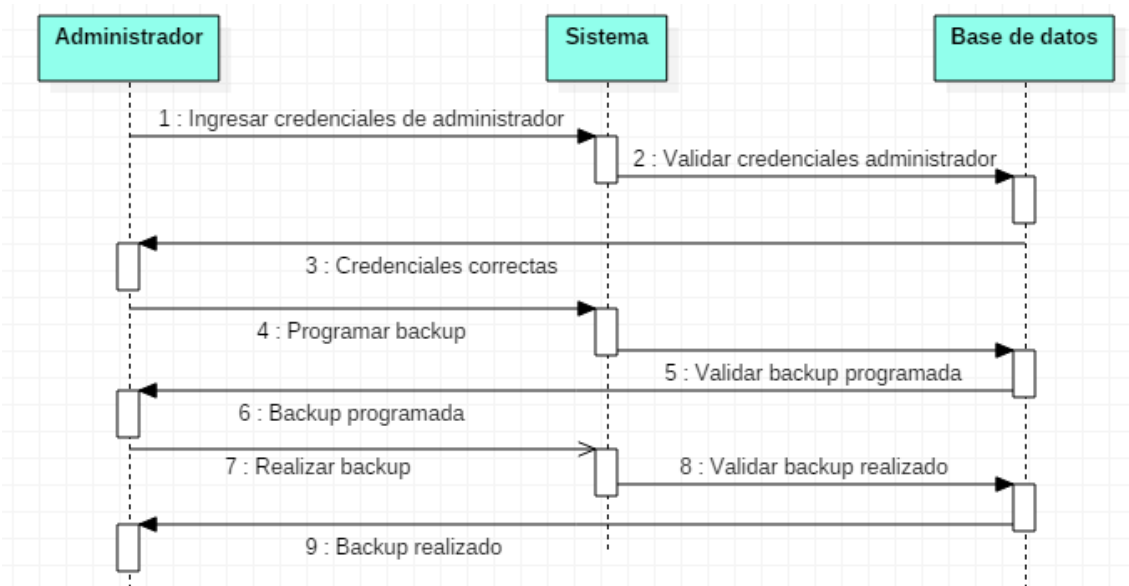 Administrador
Sistema
Base de datos
1 : Ingresar credenciales de administrador
2 : Validar credenciales administrador
3 : Credenciales correctas
4 : Programar backup
5 : Validar backup programada
6 : Backup programada
7 : Realizar backup
8 : Validar backup realizado
9 : Backup realizado